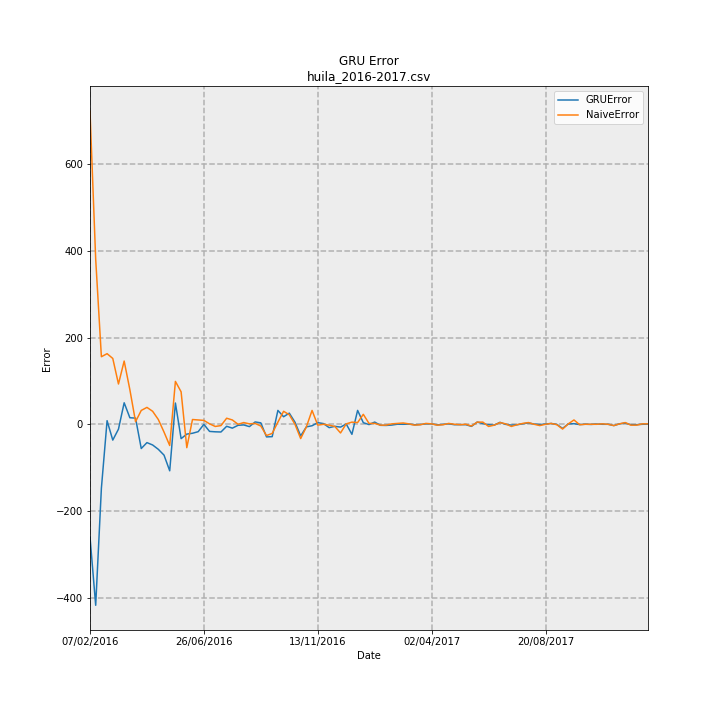 GRU Error
huila_2016-2017.csv
GRUError
NaiveError
600
400
200
0
−200
−400
Error
07/02/2016
26/06/2016
13/11/2016
02/04/2017
20/08/2017
Date